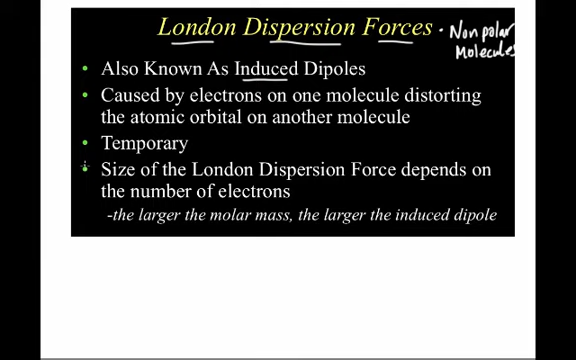 London Dispersion Forces · Nonpolar
Molecules
• Also Known As Induced Dipoles
• Caused by electrons on one molecule distorting
the atomic orbital on another molecule
• Temporary
• Size of the London Dispersion Force depends on
the number of electrons
-the larger the molar mass, the larger the induced dipole